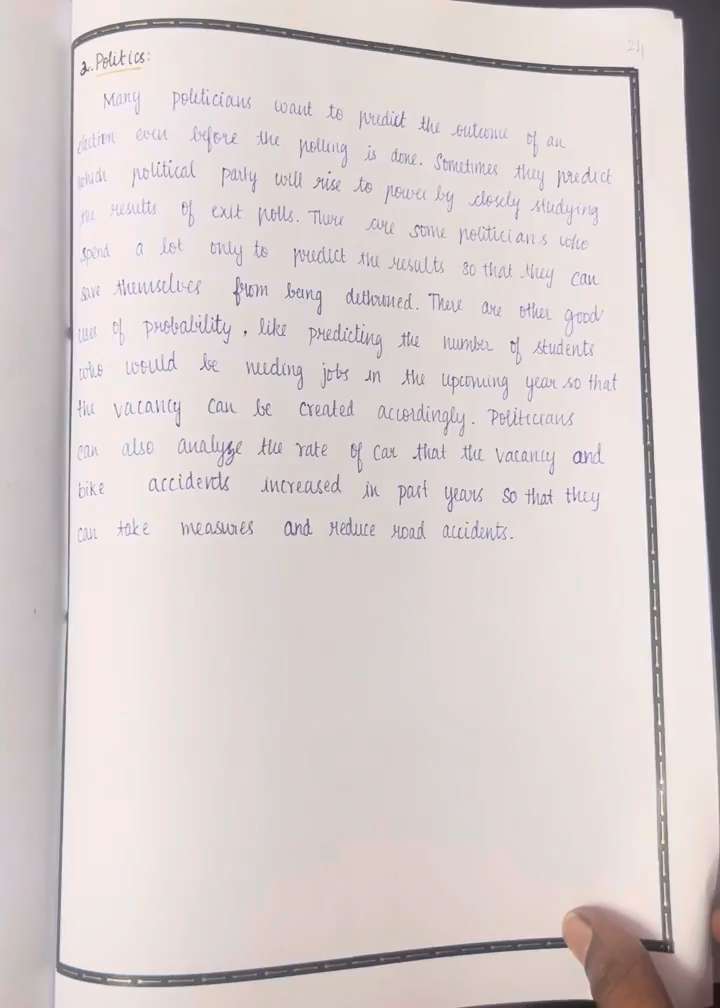 24
2. Politics:
Many politicians want to predict the outcome of an
election even before the polling is done. Sometimes they predict
which political party will rise to power by closely studying
the results of exit polls. There are some politicians who
spend a lot only to predict the results so that they can
save themselves from being dethroned. There are other good
uses of probability, like predicting the number of students
who would be needing jobs in the upcoming year so that
the vacancy can be created accordingly. Politicians
can also analyze the rate of car that the vacancy and
bike accidents increased in past years so that they
can take measures and reduce road accidents.